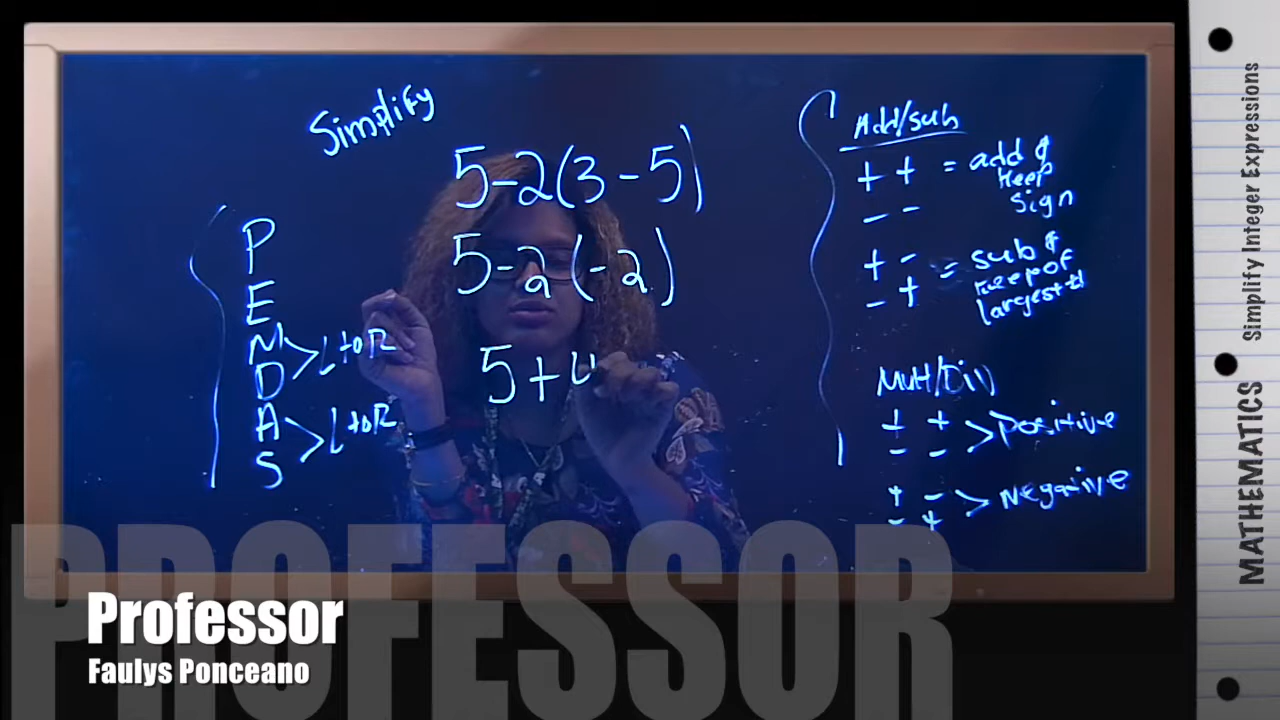 Simplify
5-2(3-5)
5-2(-2)
5+4
P
E
M
D > L to R
A
S > L to R
Add/sub
+ + = add &
keep
sign
- -
+ - = sub &
- + keep of
largest #
Mult/Div
+ + > Positive
- -
+ - > Negative
- +
PROFESSOR
Professor
Faulys Ponceano
MATHEMATICS Simplify Integer Expressions